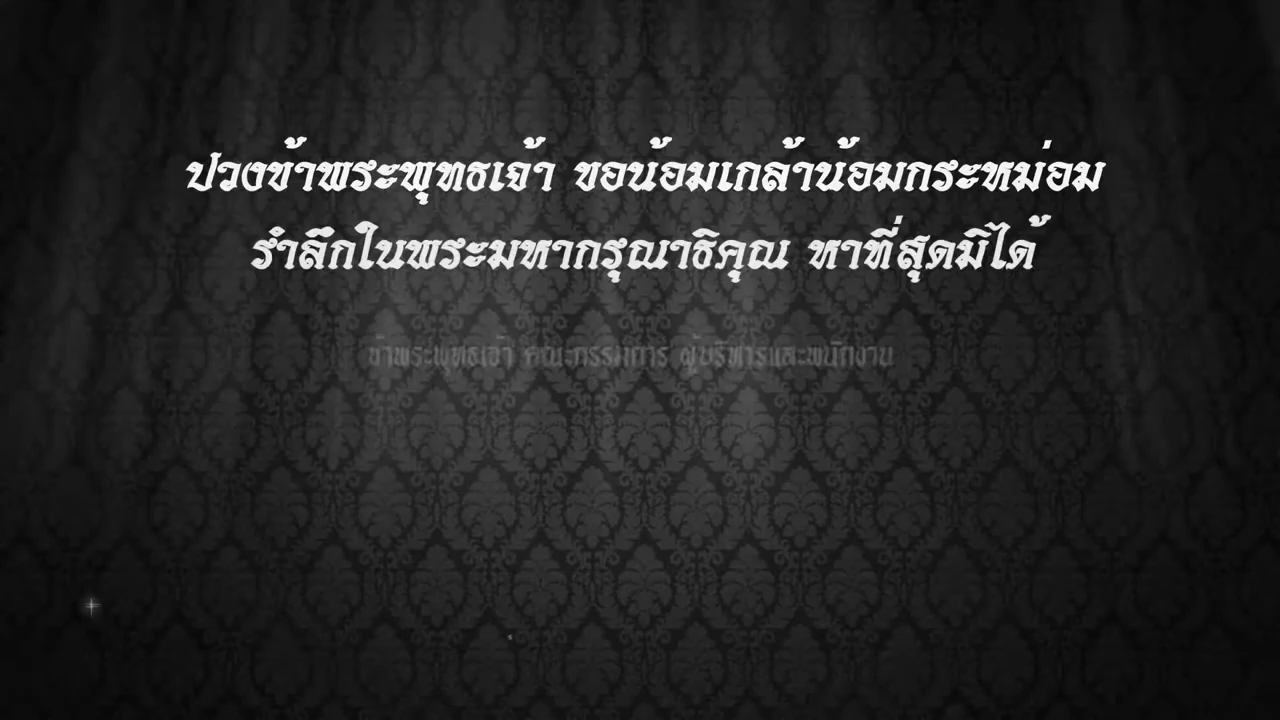 ปวงข้าพระพุทธเจ้า ขอน้อมเกล้าน้อมกระหม่อม
รำลึกในพระมหากรุณาธิคุณ หาที่สุดมิได้
ข้าพระพุทธเจ้า คณะกรรมการ ผู้บริหารและพนักงาน